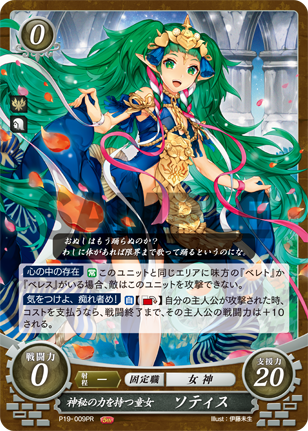 0
おぬしはもう踊らぬのか?
わしに体があれば限界まで歌って踊るというのにな。
心の中の存在 常 このユニットと同じエリアに味方の『ベレト』か
『ベレス』がいる場合、敵はこのユニットを攻撃できない。
気をつけよ、痴れ者め! 自 自分の主人公が攻撃された時、
コストを支払うなら、戦闘終了まで、その主人公の戦闘力は+10
される。
戦闘力
0
射程 ー
固定職
女神
支援力
20
神秘の力を持つ童女 ソティス
P19-009PR
Illust:伊藤未生